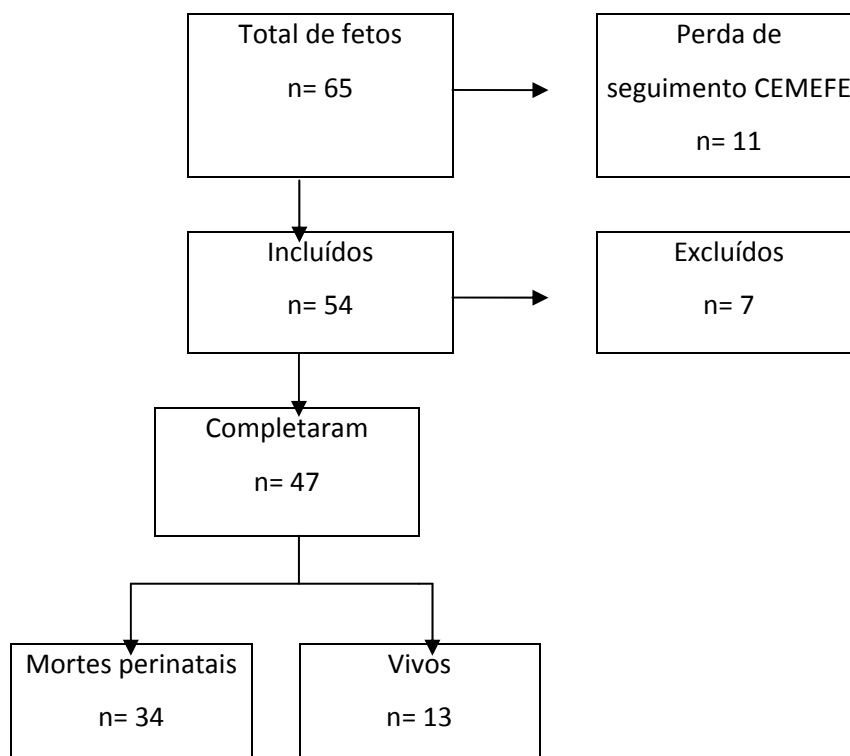 Total de fetos
n= 65
Perda de
seguimento CEMEFE
n= 11
Incluídos
n= 54
Excluídos
n= 7
Completaram
n= 47
Mortes perinatais
n= 34
Vivos
n= 13